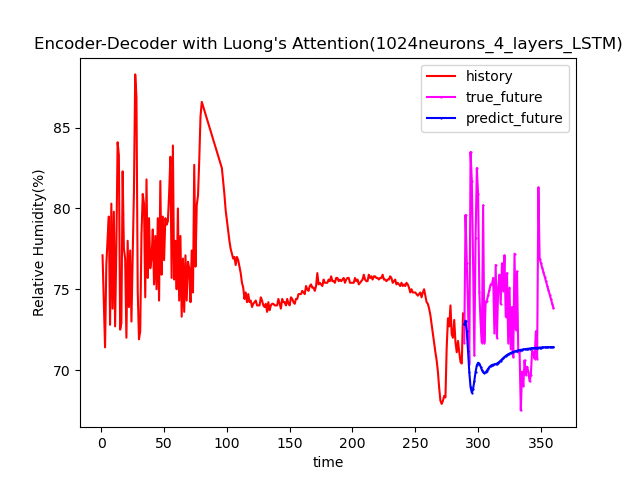 Encoder-Decoder with Luong's Attention(1024neurons_4_layers_LSTM)
history
true_future
predict_future
Relative Humidity(%)
85
80
75
70
0 50 100 150 200 250 300 350
time